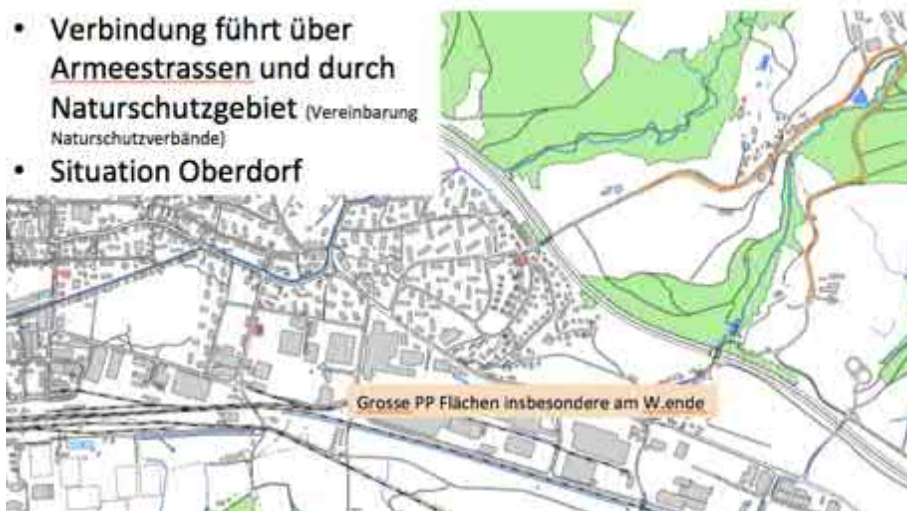 • Verbindung führt über
Armeestrassen und durch
Naturschutzgebiet (Vereinbarung
Naturschutzverbände)
• Situation Oberdorf
Grosse PP Flächen insbesondere am W.ende